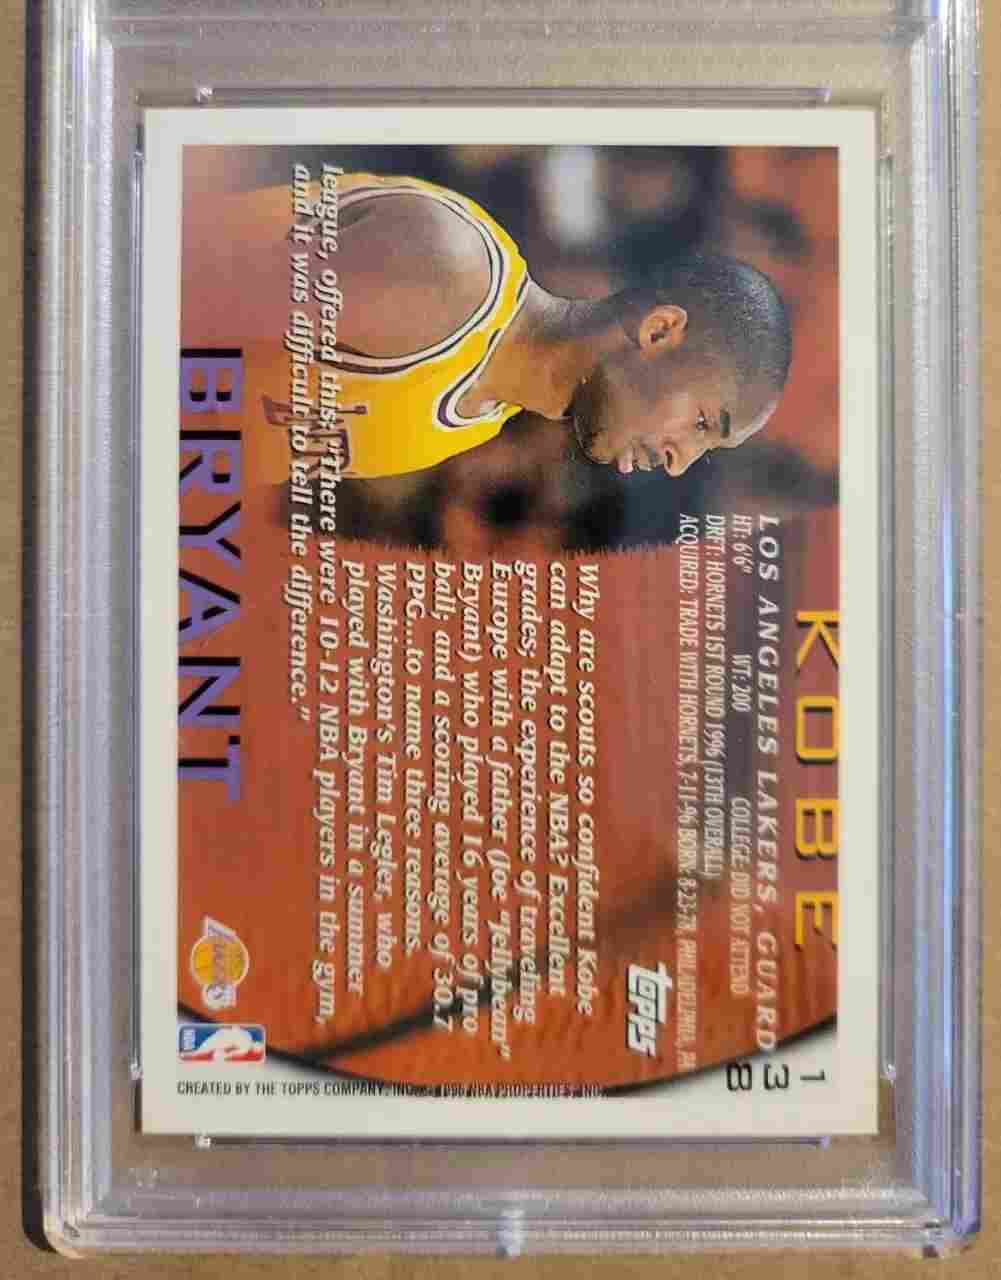 KOBE
138
LOS ANGELES LAKERS, GUARD
HT: 6'6" WT: 200 COLLEGE: DID NOT ATTEND
DRFT: HORNETS 1ST ROUND 1996 (13TH OVERALL)
ACQUIRED: TRADE WITH HORNETS, 7-11-96 BORN: 8-23-78, PHILADELPHIA, PA
TOPPS
Why are scouts so confident Kobe
can adapt to the NBA? Excellent
grades; the experience of traveling
Europe with a father (Joe "Jellybean"
Bryant) who played 16 years of pro
ball; and a scoring average of 30.7
PPG...to name three reasons.
Washington's Tim Legler, who
played with Bryant in a summer
league, offered this: "There were 10-12 NBA players in the gym,
and it was difficult to tell the difference."
BRYANT
LAKERS
NBA
CREATED BY THE TOPPS COMPANY, INC. © 1996 NBA PROPERTIES, INC.